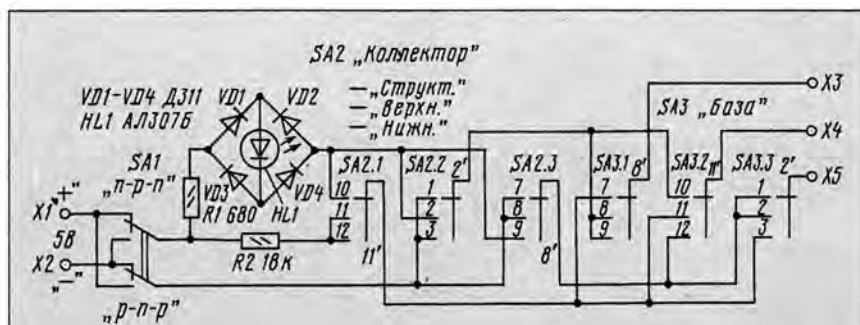 SA2 „Коллектор"
– „Структ."
– „Верхн."
– „Нижн."
VD1–VD4 Д311
HL1 АЛ307Б
VD1
VD2
VD3
VD4
HL1
SA1
„n-p-n"
R1 680
R2 18к
X1 „+"
5В
X2
„–"
„p-n-p"
SA2.1
10
11
12
11'
SA2.2
2'
1
2
3
SA2.3
7
8
9
8'
SA3 „База"
SA3.1
8'
7
8
9
SA3.2
11'
10
11
12
SA3.3
2'
1
2
3
X3
X4
X5